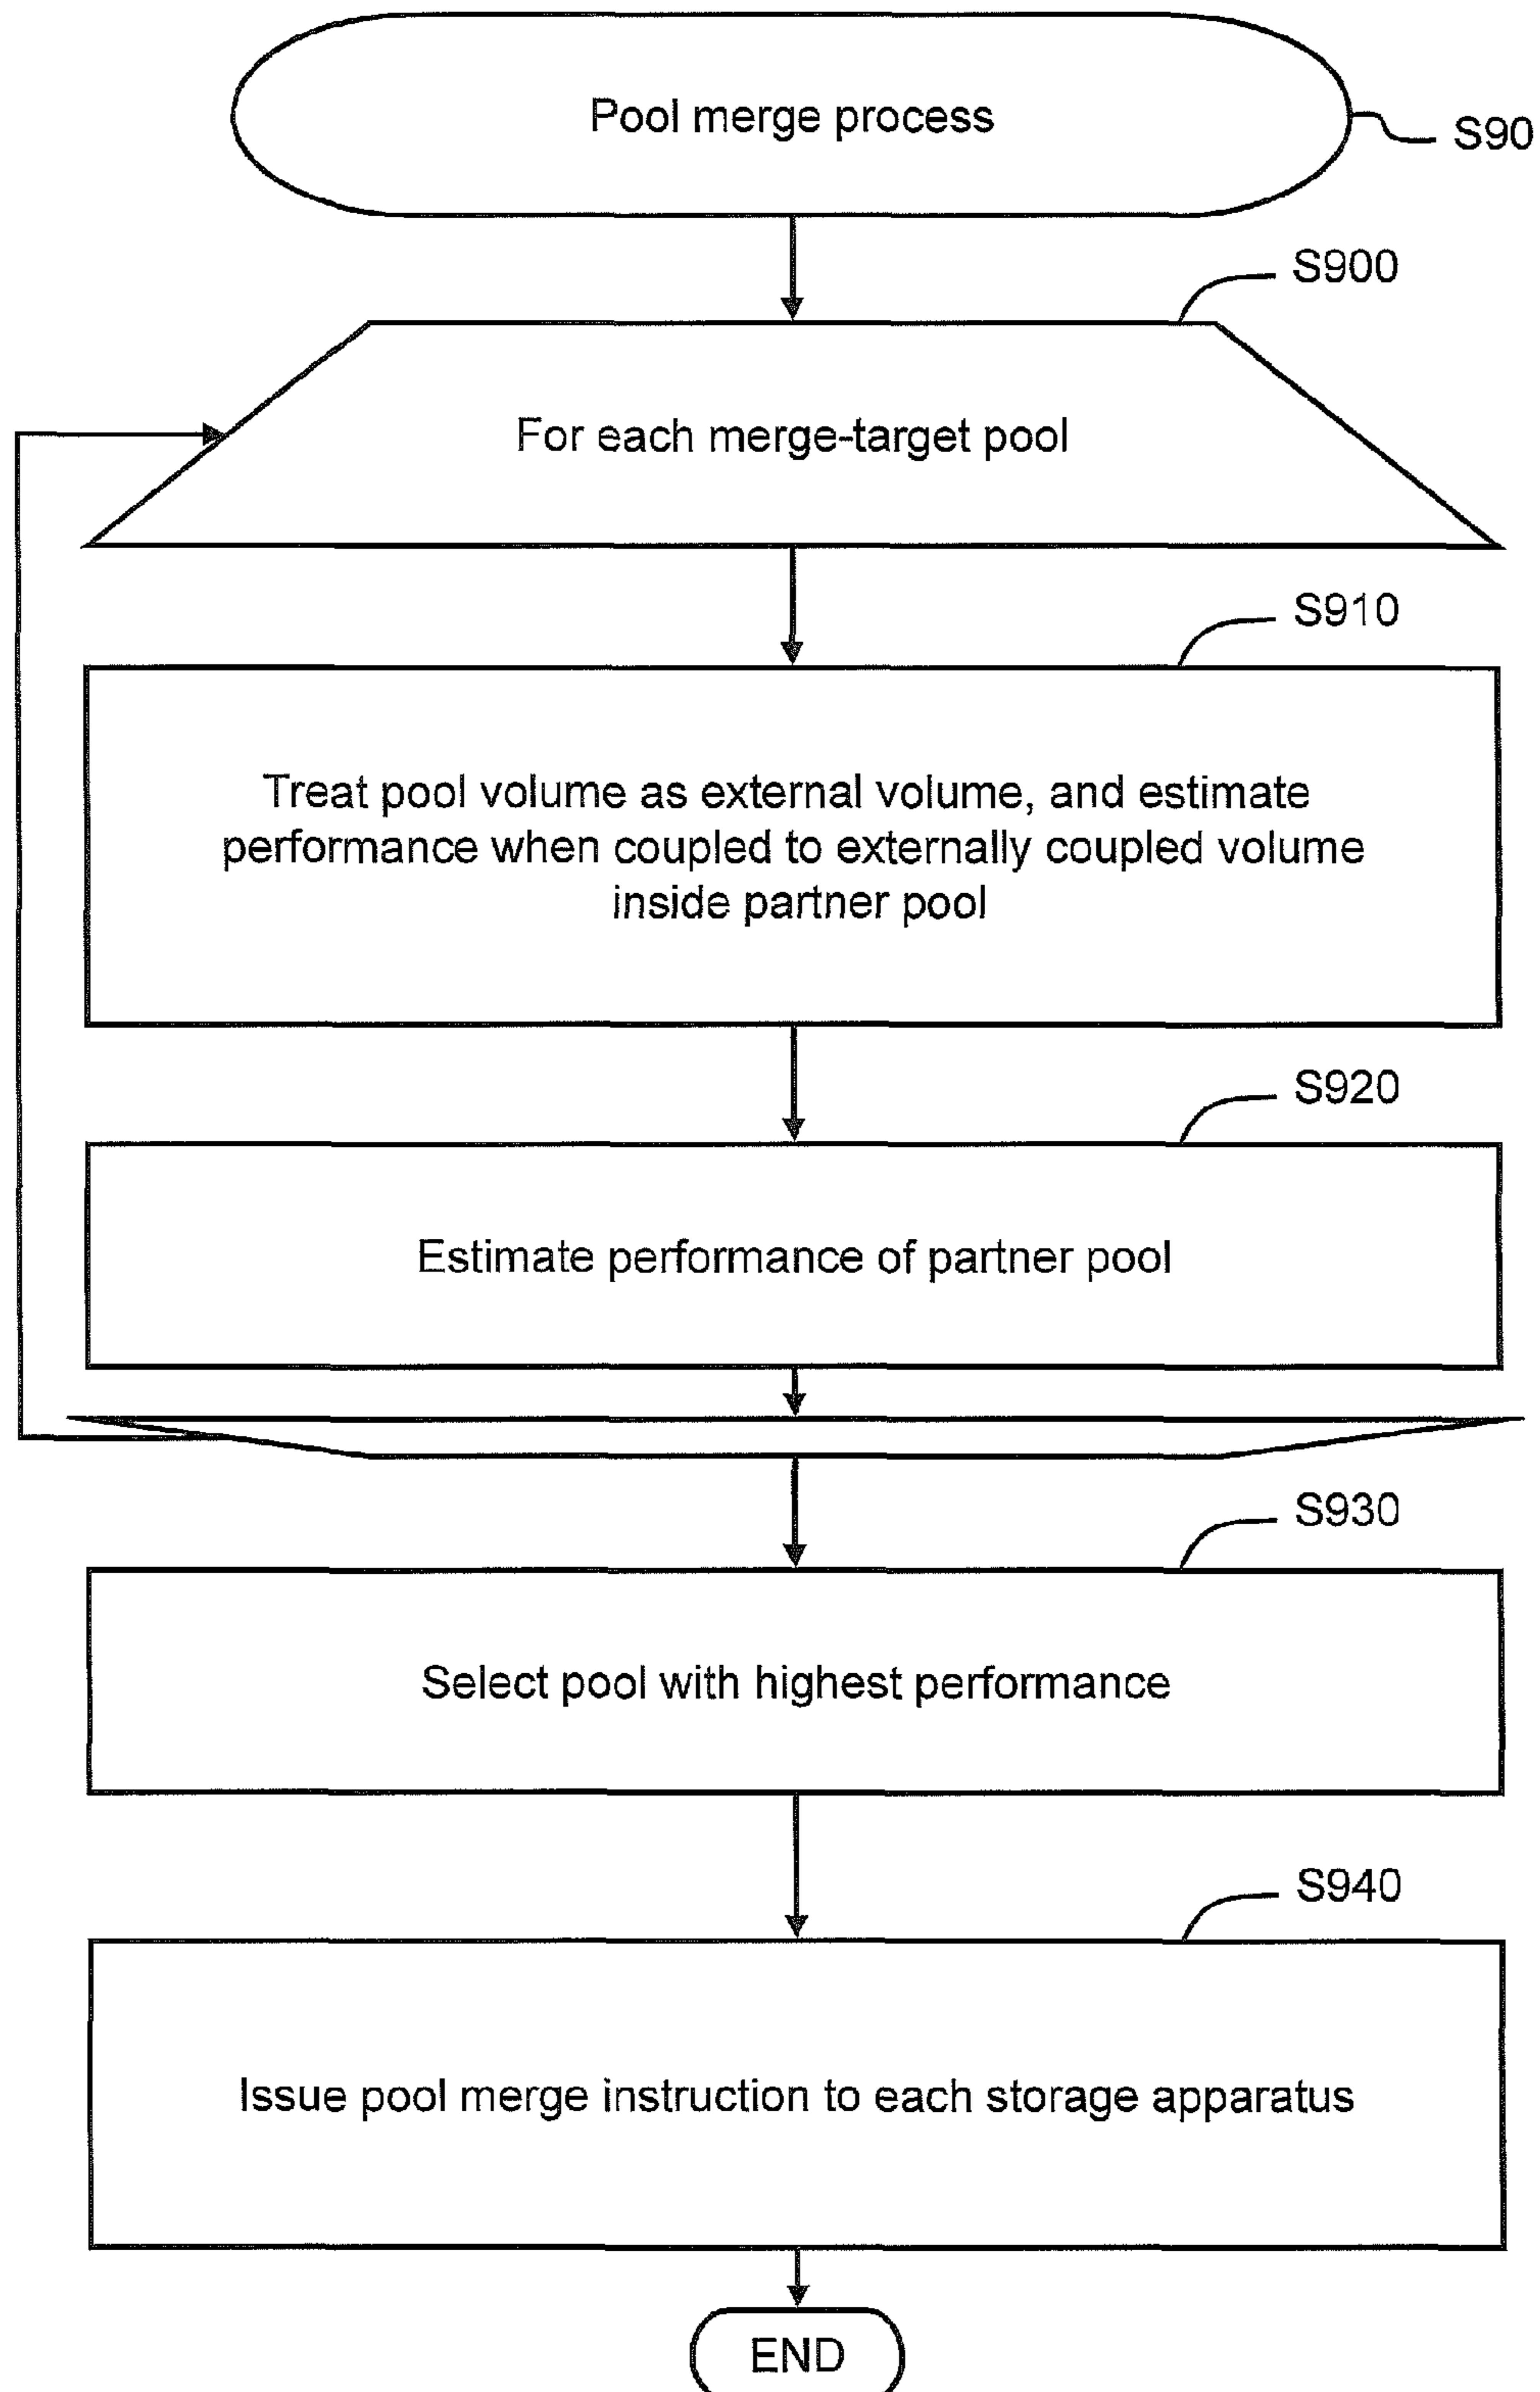 Pool merge process
S90
S900
For each merge-target pool
S910
Treat pool volume as external volume, and estimate
performance when coupled to externally coupled volume
inside partner pool
S920
Estimate performance of partner pool
S930
Select pool with highest performance
S940
Issue pool merge instruction to each storage apparatus
END